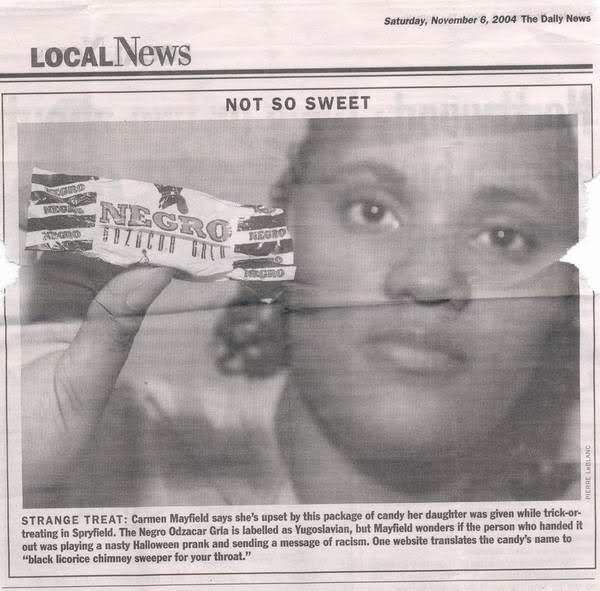 Saturday, November 6, 2004 The Daily News
LOCAL News
NOT SO SWEET
NEGRO
NEGRO
NEGRO
NEGRO
ODZACAR GRLA
NEGRO
NEGRO
PIERRE LeBLANC
STRANGE TREAT: Carmen Mayfield says she's upset by this package of candy her daughter was given while trick-or-
treating in Spryfield. The Negro Odzacar Grla is labelled as Yugoslavian, but Mayfield wonders if the person who handed it
out was playing a nasty Halloween prank and sending a message of racism. One website translates the candy's name to
"black licorice chimney sweeper for your throat."